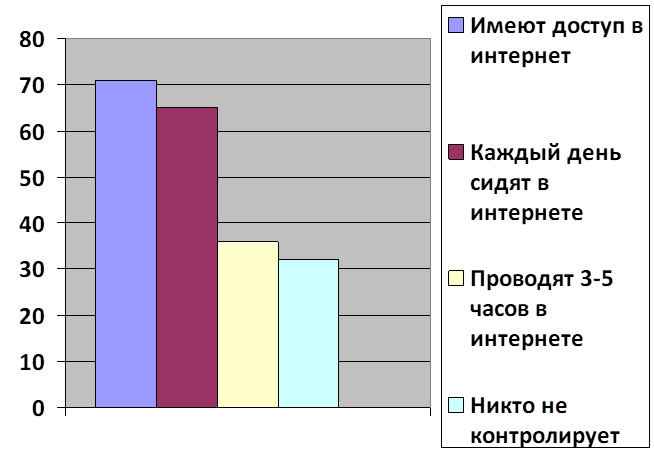 80
70
60
50
40
30
20
10
0
Имеют доступ в
интернет
Каждый день
сидят в
интернете
Проводят 3-5
часов в
интернете
Никто не
контролирует